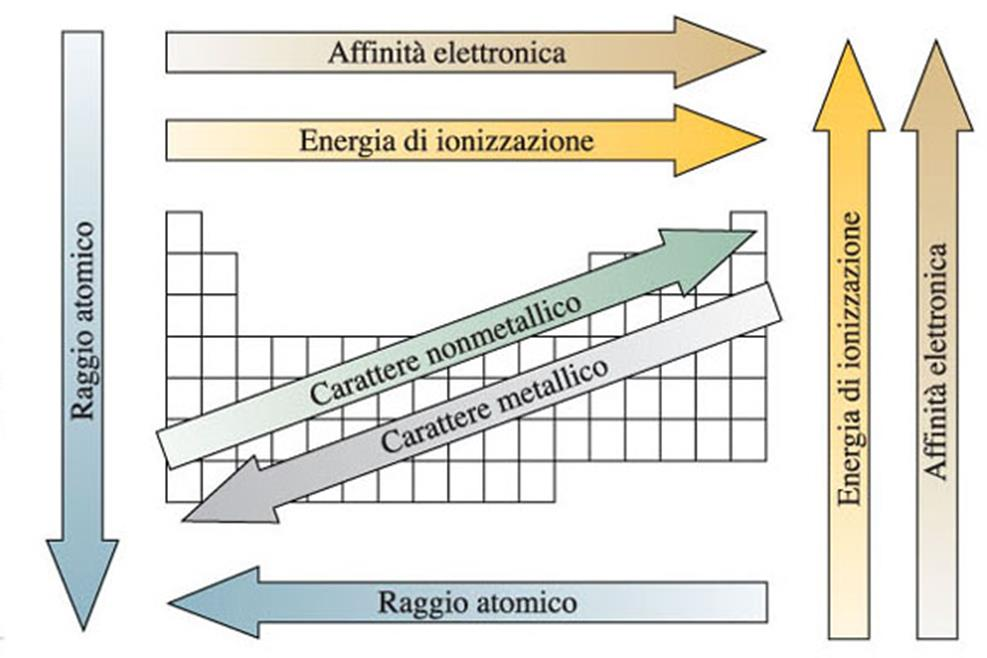 Affinità elettronica
Energia di ionizzazione
Raggio atomico
Carattere nonmetallico
Carattere metallico
Energia di ionizzazione
Affinità elettronica
Raggio atomico